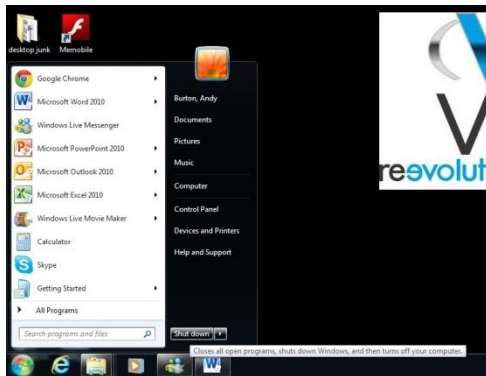 desktop junk
Memobile
Google Chrome
Microsoft Word 2010
Windows Live Messenger
Microsoft PowerPoint 2010
Microsoft Outlook 2010
Microsoft Excel 2010
Windows Live Movie Maker
Calculator
Skype
Getting Started
All Programs
Search programs and files
Burton, Andy
Documents
Pictures
Music
Computer
Control Panel
Devices and Printers
Help and Support
Shut down
Closes all open programs, shuts down Windows, and then turns off your computer.
V
reevolut